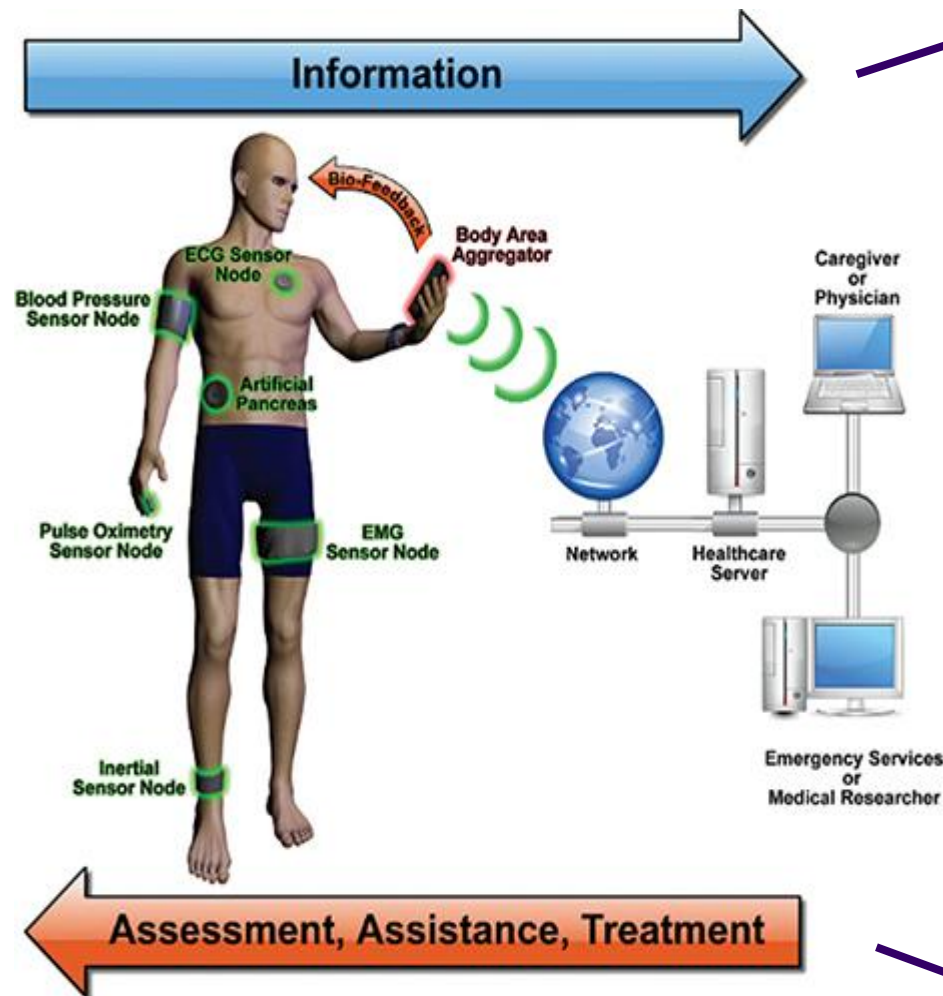 Information
Bio-Feedback
Body Area
Aggregator
ECG Sensor
Node
Blood Pressure
Sensor Node
Artificial
Pancreas
Caregiver
or
Physician
Pulse Oximetry
Sensor Node
EMG
Sensor Node
Network
Healthcare
Server
Inertial
Sensor Node
Emergency Services
or
Medical Researcher
Assessment, Assistance, Treatment